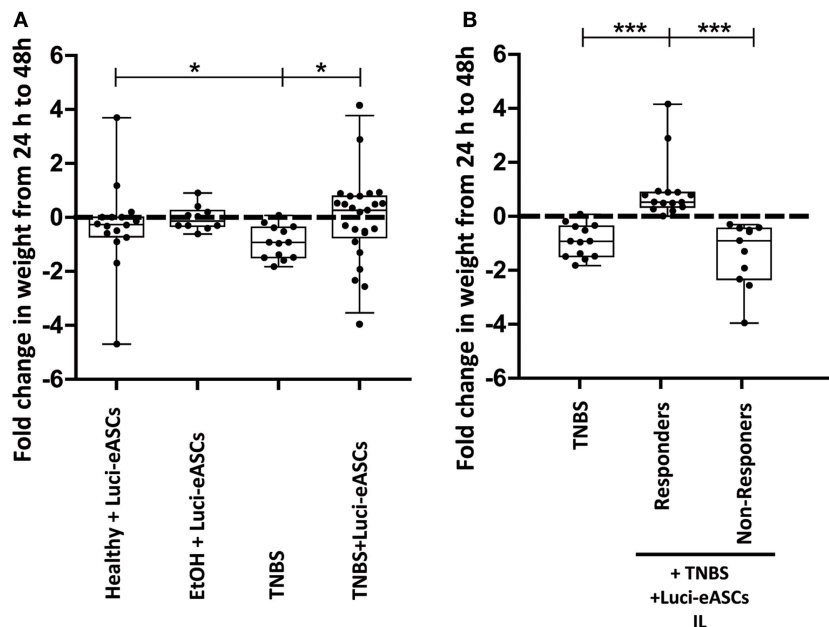 A
Fold change in weight from 24 h to 48h
6
4
2
0
-2
-4
-6
*
*
Healthy + Luci-eASCs
EtOH + Luci-eASCs
TNBS
TNBS+Luci-eASCs
B
Fold change in weight from 24 h to 48h
6
4
2
0
-2
-4
-6
***
***
TNBS
Responders
Non-Responers
+ TNBS
+Luci-eASCs
IL